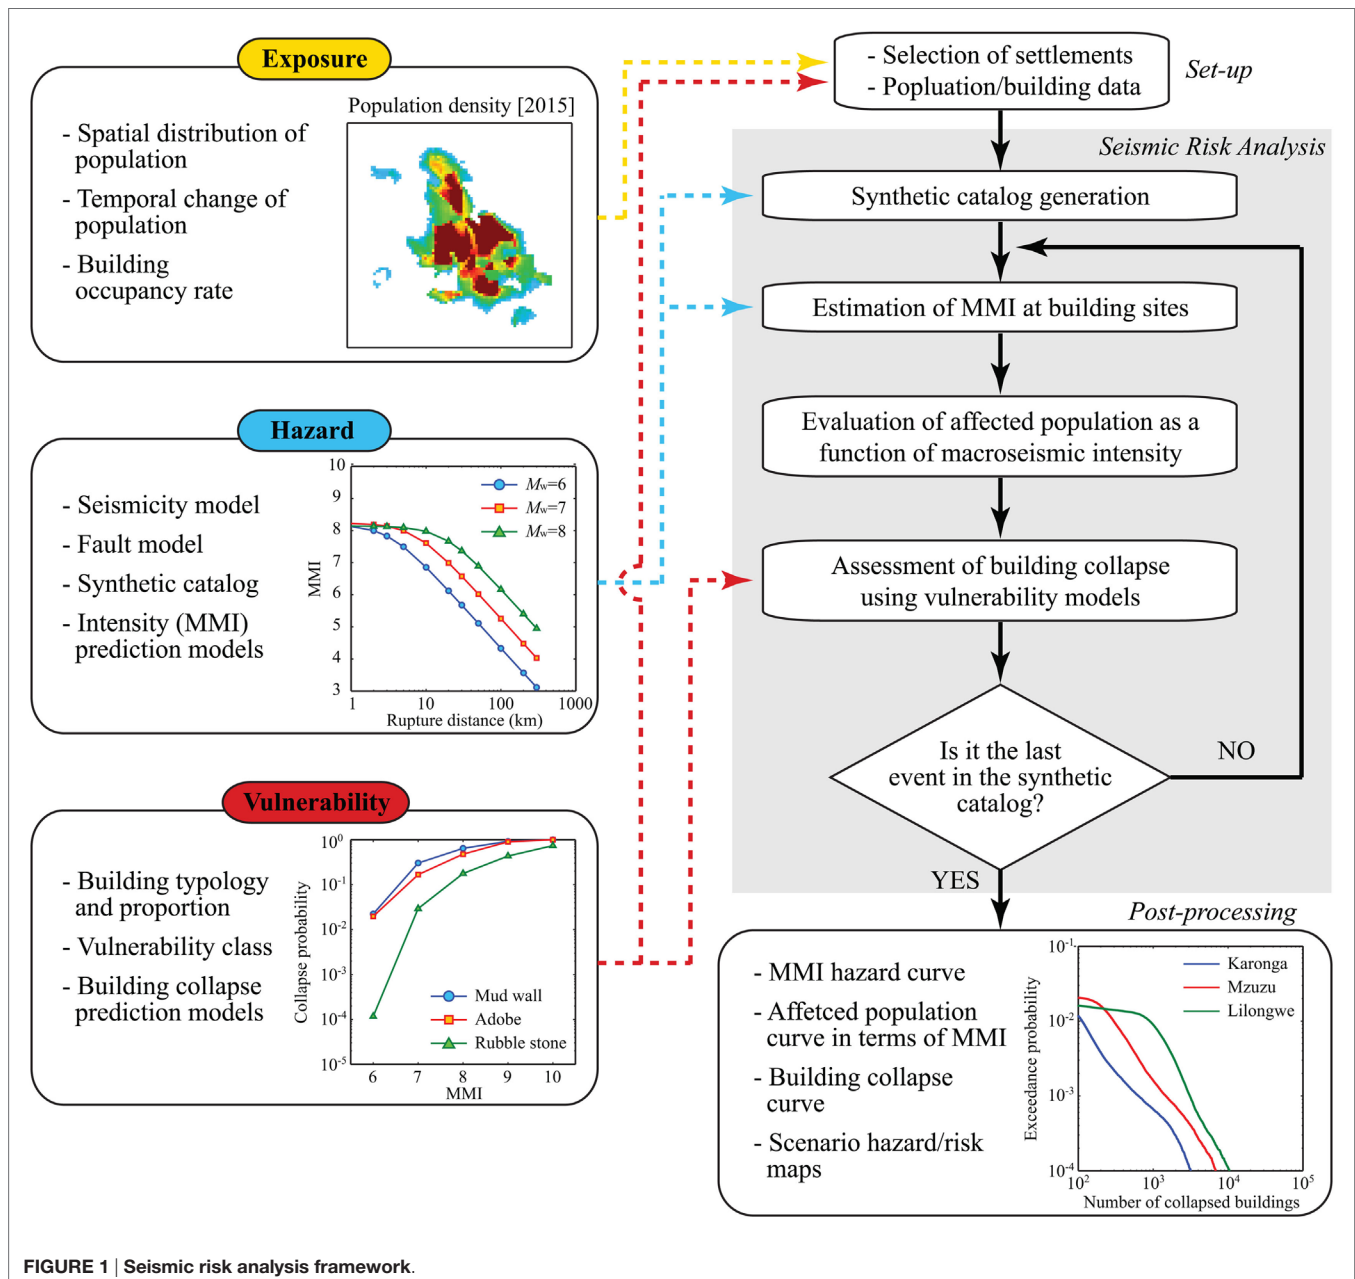 Exposure
Population density [2015]
- Spatial distribution of
population
- Temporal change of
population
- Building
occupancy rate
Hazard
- Seismicity model
- Fault model
- Synthetic catalog
- Intensity (MMI)
prediction models
10
9
8
7
6
5
4
3
MMI
Mw=6
Mw=7
Mw=8
1 10 100 1000
Rupture distance (km)
Vulnerability
- Building typology
and proportion
- Vulnerability class
- Building collapse
prediction models
Collapse probability
10^0
10^-1
10^-2
10^-3
10^-4
10^-5
Mud wall
Adobe
Rubble stone
6 7 8 9 10
MMI
- Selection of settlements
- Popluation/building data
Set-up
Seismic Risk Analysis
Synthetic catalog generation
Estimation of MMI at building sites
Evaluation of affected population as a
function of macroseismic intensity
Assessment of building collapse
using vulnerability models
Is it the last
event in the synthetic
catalog?
NO
YES
Post-processing
- MMI hazard curve
- Affetced population
curve in terms of MMI
- Building collapse
curve
- Scenario hazard/risk
maps
Exceedance probability
10^-1
10^-2
10^-3
10^-4
Karonga
Mzuzu
Lilongwe
10^2 10^3 10^4 10^5
Number of collapsed buildings
FIGURE 1 | Seismic risk analysis framework.